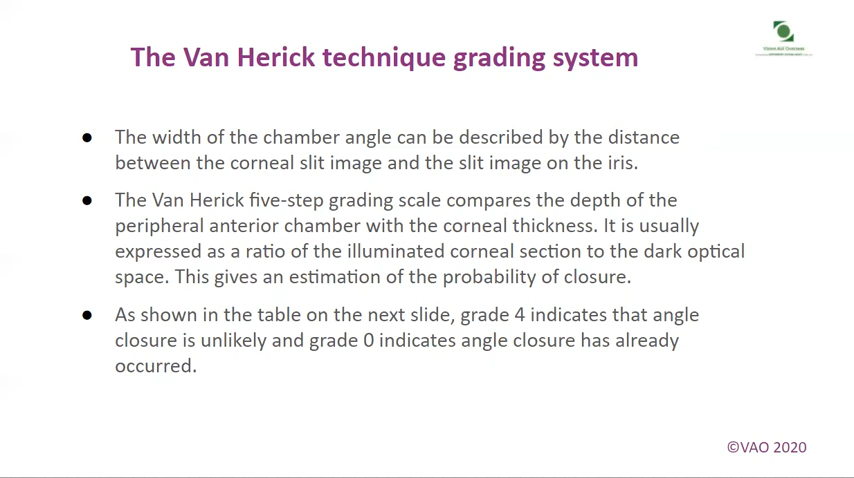 The Van Herick technique grading system
Vision Aid Overseas
● The width of the chamber angle can be described by the distance
between the corneal slit image and the slit image on the iris.
● The Van Herick five-step grading scale compares the depth of the
peripheral anterior chamber with the corneal thickness. It is usually
expressed as a ratio of the illuminated corneal section to the dark optical
space. This gives an estimation of the probability of closure.
● As shown in the table on the next slide, grade 4 indicates that angle
closure is unlikely and grade 0 indicates angle closure has already
occurred.
©VAO 2020